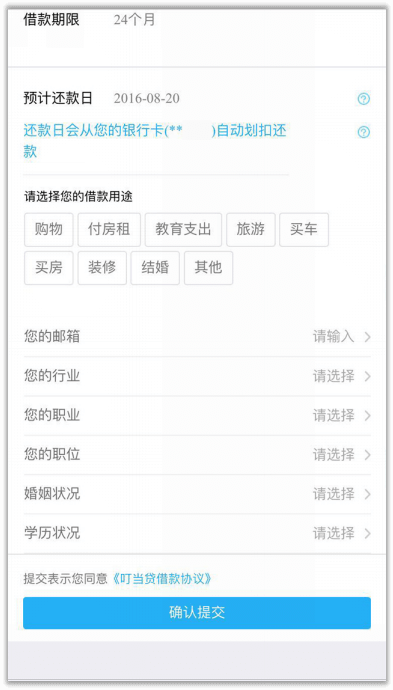 借款期限 24个月
预计还款日 2016-08-20
还款日会从您的银行卡(** )自动划扣还
款
请选择您的借款用途
购物 付房租 教育支出 旅游 买车
买房 装修 结婚 其他
您的邮箱 请输入
您的行业 请选择
您的职业 请选择
您的职位 请选择
婚姻状况 请选择
学历状况 请选择
提交表示您同意《叮当贷借款协议》
确认提交